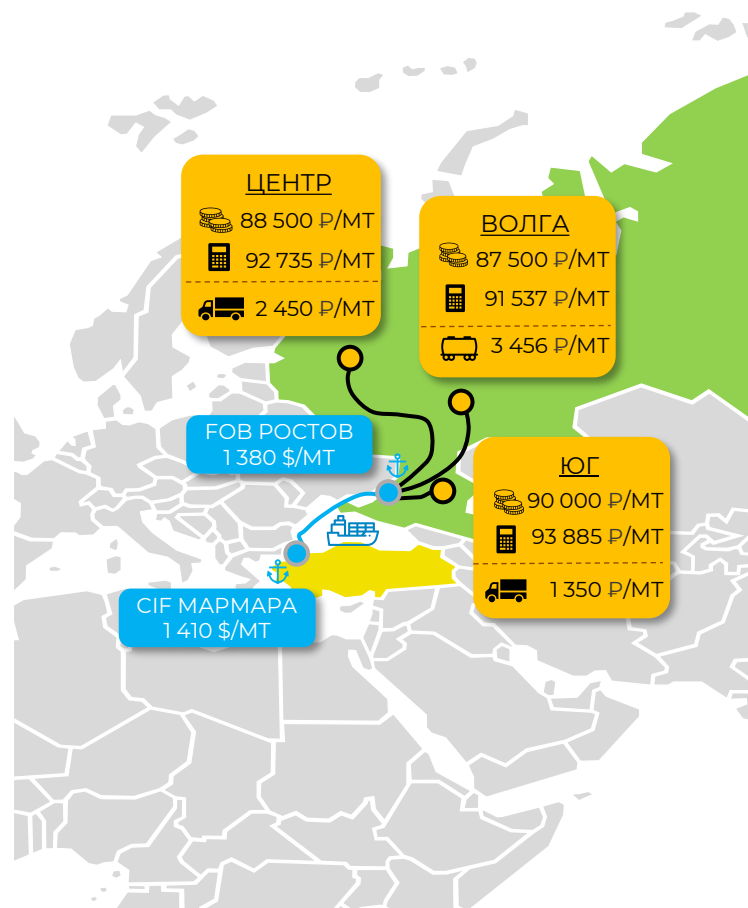 ЦЕНТР
88 500 ₽/МТ
92 735 ₽/МТ
2 450 ₽/МТ
ВОЛГА
87 500 ₽/МТ
91 537 ₽/МТ
3 456 ₽/МТ
FOB РОСТОВ
1 380 $/МТ
ЮГ
90 000 ₽/МТ
93 885 ₽/МТ
1 350 ₽/МТ
CIF МАРМАРА
1 410 $/МТ